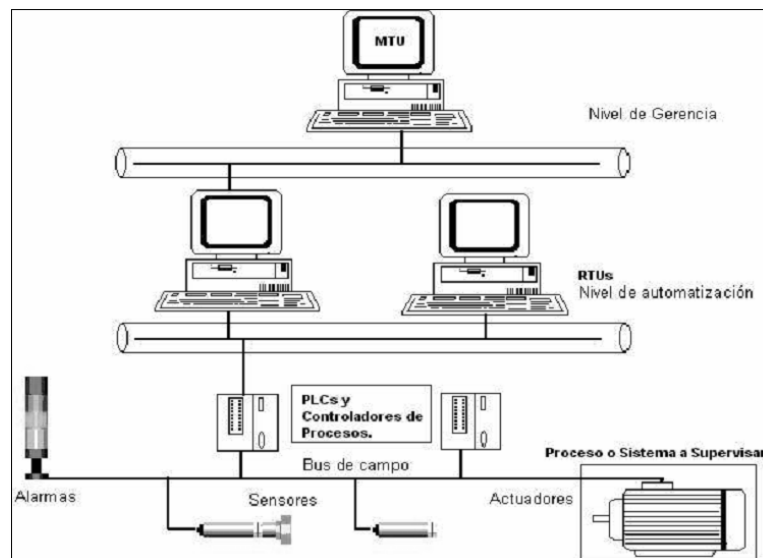 MTU
Nivel de Gerencia
RTUs
Nivel de automatización
PLCs y
Controladores de
Procesos.
Proceso o Sistema a Supervisar
Bus de campo
Alarmas
Sensores
Actuadores